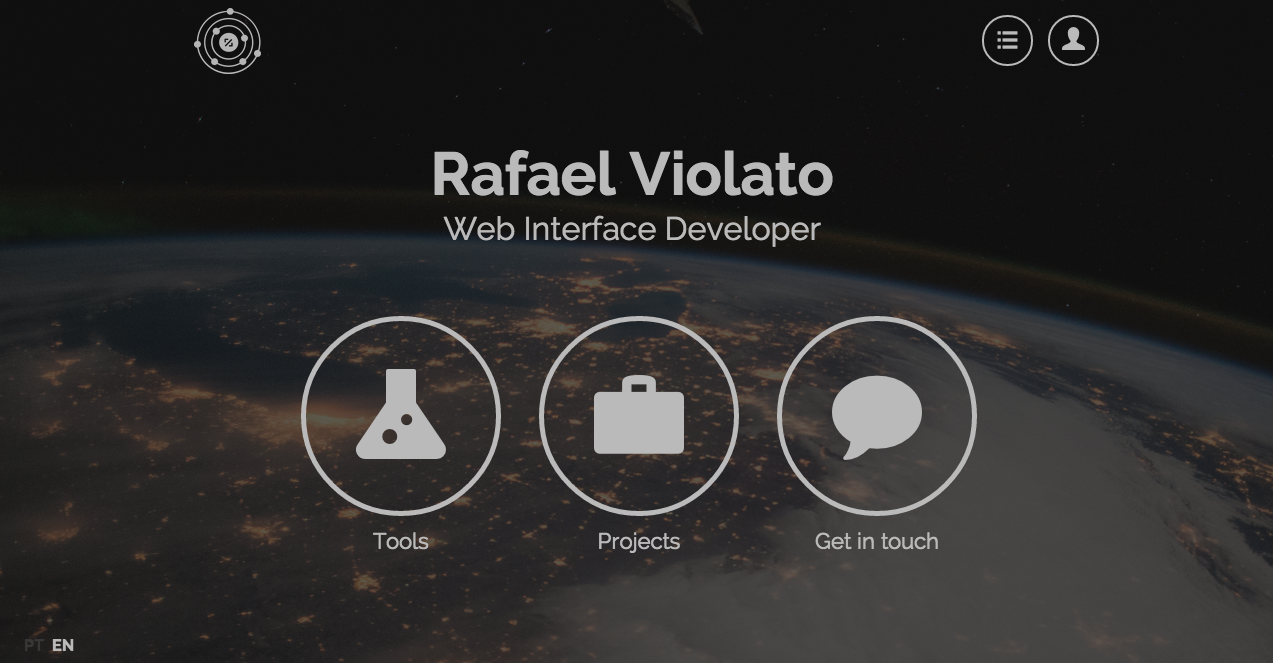 Rafael Violato
Web Interface Developer
Tools
Projects
Get in touch
PT EN